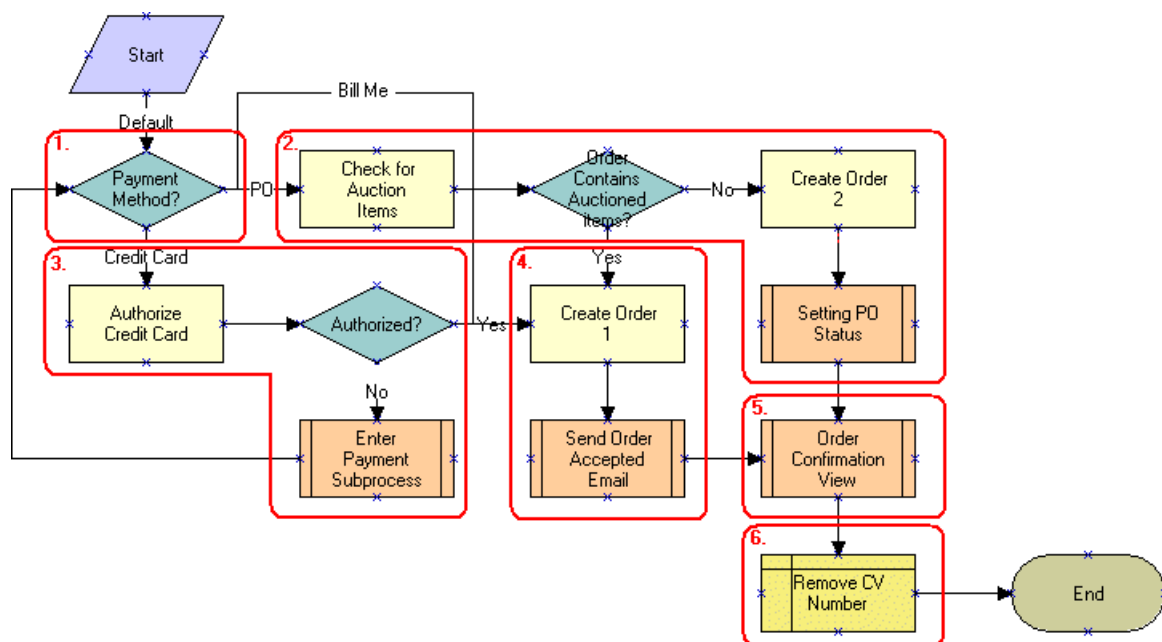 Start
Bill Me
Default
1.
2.
Payment
Method?
PO
Check for
Auction
Items
Order
Contains
Auctioned
items?
No
Create Order
2
Credit Card
3.
Yes
4.
Authorize
Credit Card
Authorized?
Yes
Create Order
1
Setting PO
Status
No
5.
Enter
Payment
Subprocess
Send Order
Accepted
Email
Order
Confirmation
View
6.
Remove CV
Number
End